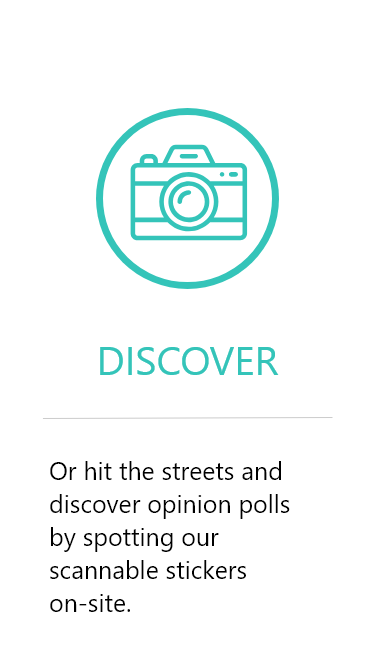 DISCOVER
Or hit the streets and
discover opinion polls
by spotting our
scannable stickers
on-site.